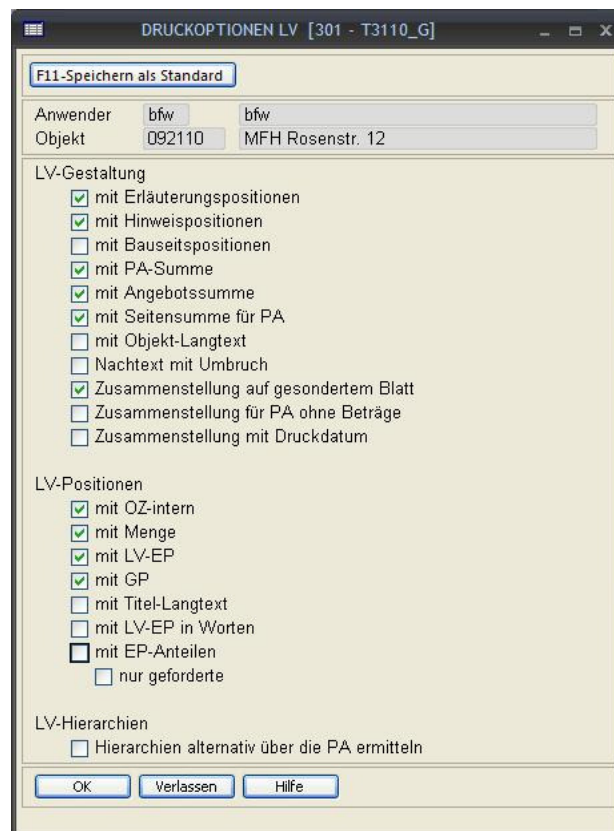 DRUCKOPTIONEN LV [301 - T3110_G]
F11-Speichern als Standard
Anwender bfw bfw
Objekt 092110 MFH Rosenstr. 12
LV-Gestaltung
mit Erläuterungspositionen
mit Hinweispositionen
mit Bauseitspositionen
mit PA-Summe
mit Angebotssumme
mit Seitensumme für PA
mit Objekt-Langtext
Nachtext mit Umbruch
Zusammenstellung auf gesondertem Blatt
Zusammenstellung für PA ohne Beträge
Zusammenstellung mit Druckdatum
LV-Positionen
mit OZ-intern
mit Menge
mit LV-EP
mit GP
mit Titel-Langtext
mit LV-EP in Worten
mit EP-Anteilen
nur geforderte
LV-Hierarchien
Hierarchien alternativ über die PA ermitteln
OK Verlassen Hilfe